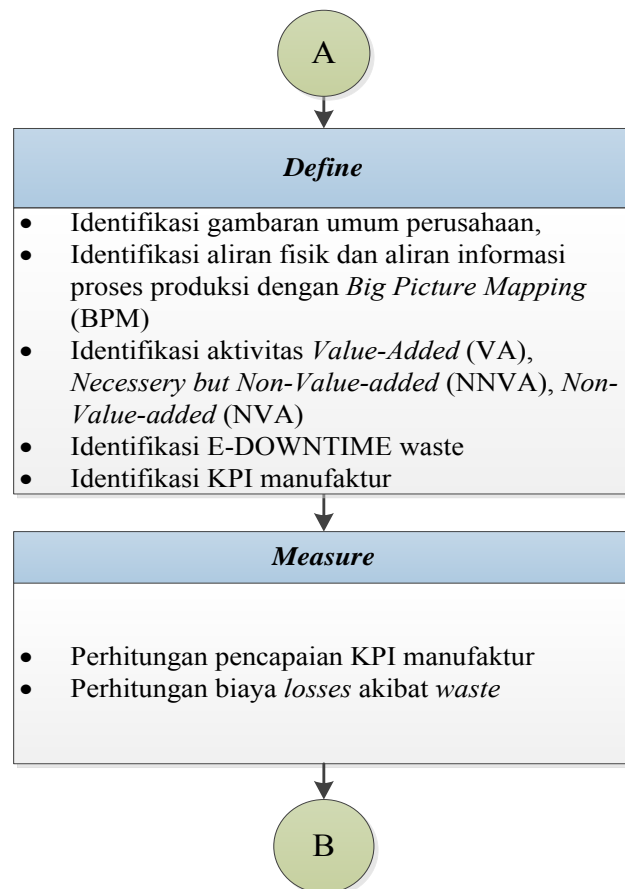 A
Define
• Identifikasi gambaran umum perusahaan,
• Identifikasi aliran fisik dan aliran informasi
proses produksi dengan Big Picture Mapping
(BPM)
• Identifikasi aktivitas Value-Added (VA),
Necessery but Non-Value-added (NNVA), Non-
Value-added (NVA)
• Identifikasi E-DOWNTIME waste
• Identifikasi KPI manufaktur
Measure
• Perhitungan pencapaian KPI manufaktur
• Perhitungan biaya losses akibat waste
B